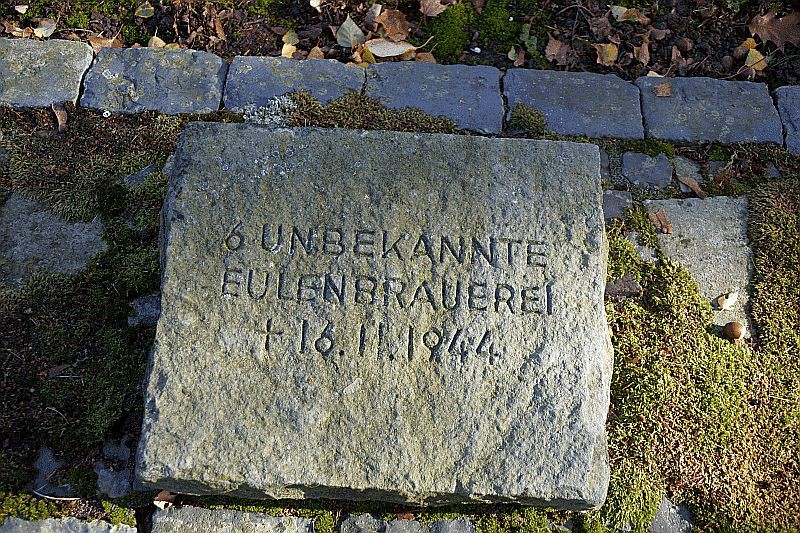 6 UNBEKANNTE
EULENBRAUEREI
† 16.11.1944.